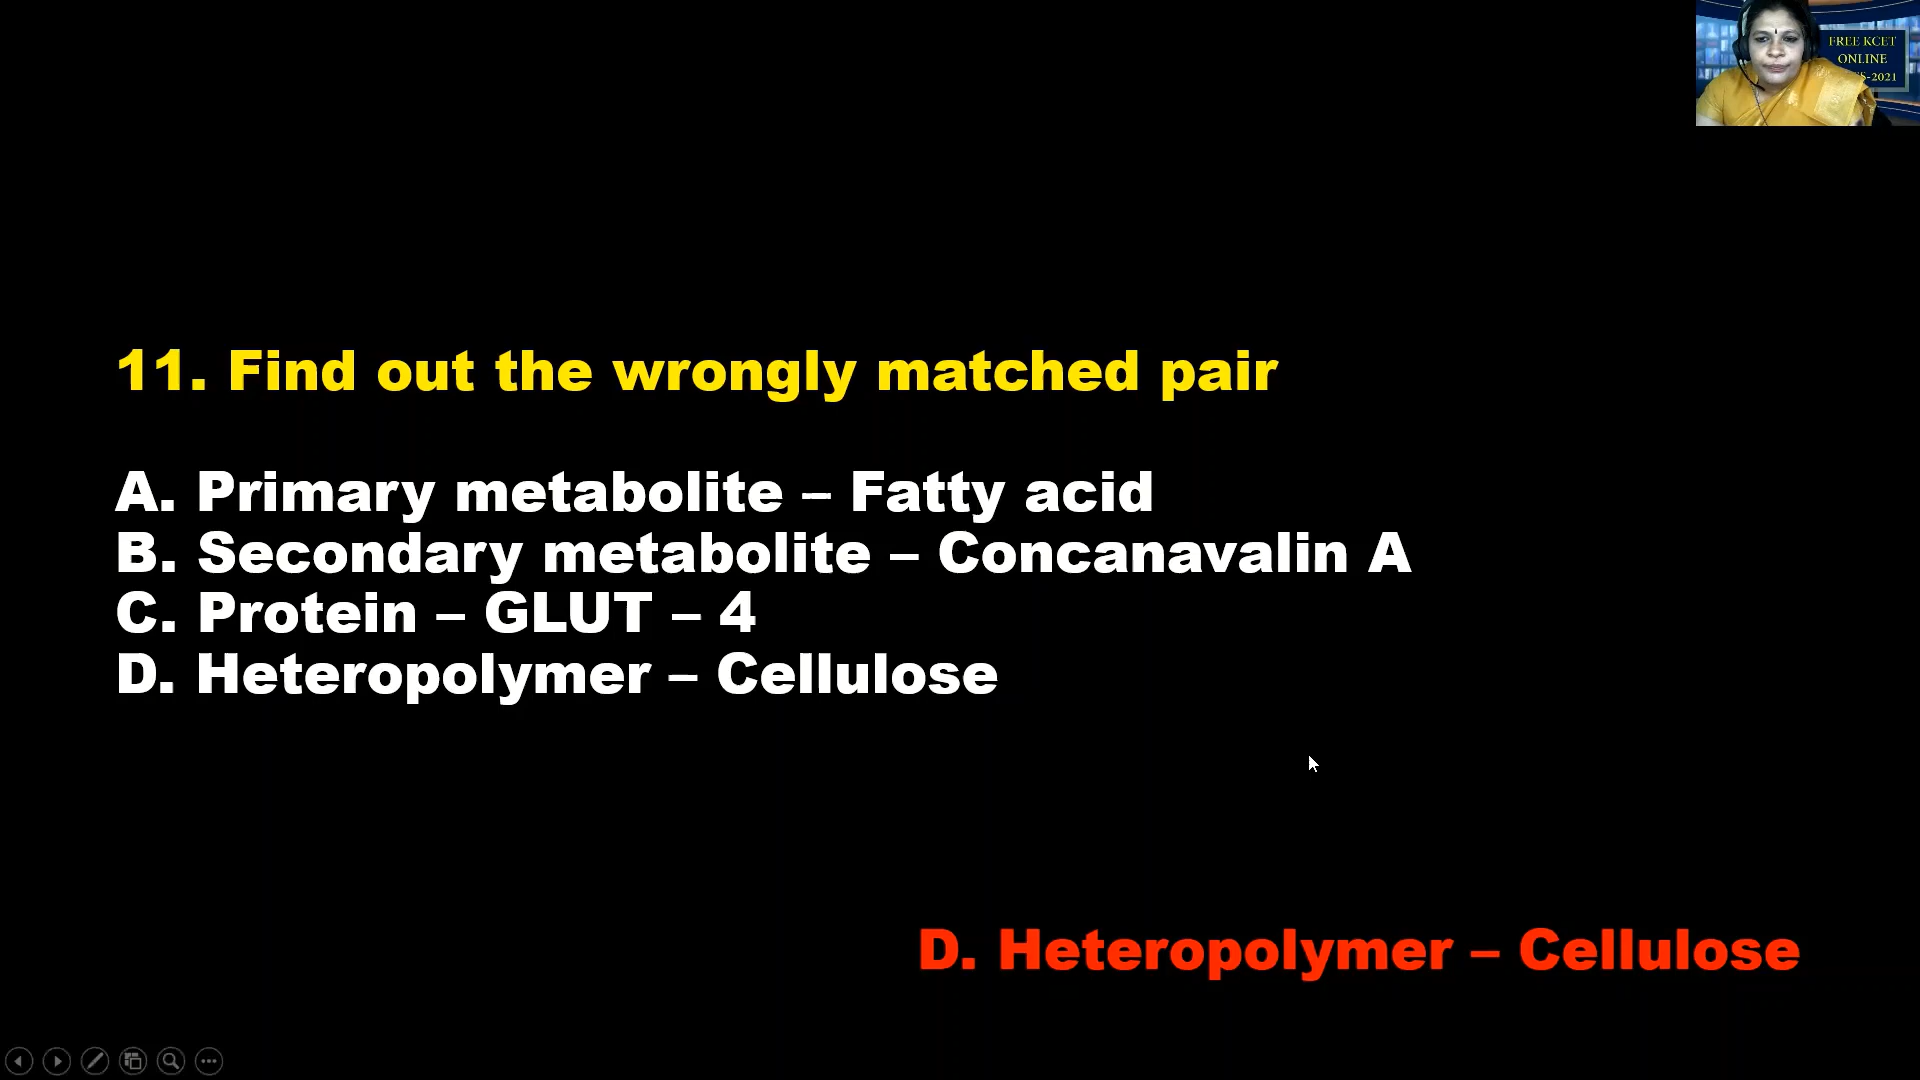 FREE KCET
ONLINE
S-2021
11. Find out the wrongly matched pair
A. Primary metabolite – Fatty acid
B. Secondary metabolite – Concanavalin A
C. Protein – GLUT – 4
D. Heteropolymer – Cellulose
D. Heteropolymer – Cellulose